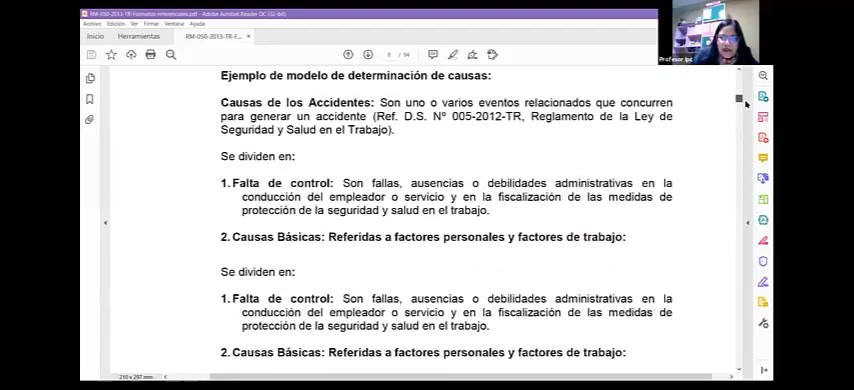 RM-050-2013-TR-Formatos-referenciales.pdf - Adobe Acrobat Reader DC (32-bit)
Archivo Edición Ver Firmar Ventana Ayuda
Inicio Herramientas RM-050-2013-TR-F... ×
8 / 94
Profesor ipc
Ejemplo de modelo de determinación de causas:
Causas de los Accidentes: Son uno o varios eventos relacionados que concurren
para generar un accidente (Ref. D.S. Nº 005-2012-TR, Reglamento de la Ley de
Seguridad y Salud en el Trabajo).
Se dividen en:
1. Falta de control: Son fallas, ausencias o debilidades administrativas en la
conducción del empleador o servicio y en la fiscalización de las medidas de
protección de la seguridad y salud en el trabajo.
2. Causas Básicas: Referidas a factores personales y factores de trabajo:
Se dividen en:
1. Falta de control: Son fallas, ausencias o debilidades administrativas en la
conducción del empleador o servicio y en la fiscalización de las medidas de
protección de la seguridad y salud en el trabajo.
2. Causas Básicas: Referidas a factores personales y factores de trabajo:
210 x 297 mm